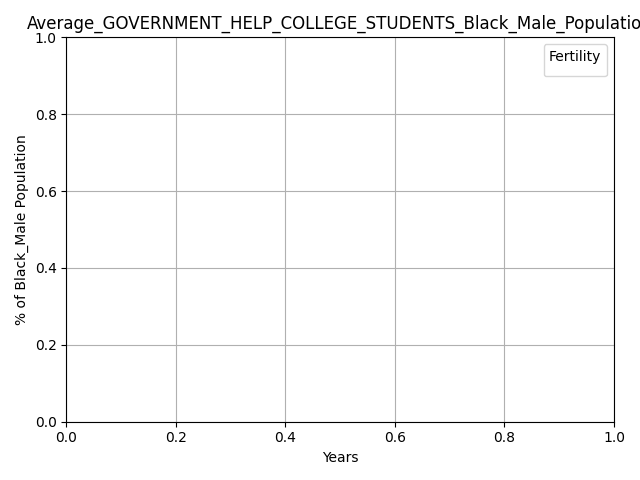 Average_GOVERNMENT_HELP_COLLEGE_STUDENTS_Black_Male_Populatio
1.0
Fertility
0.8
0.6
0.4
0.2
0.0
% of Black_Male Population
0.0 0.2 0.4 0.6 0.8 1.0
Years